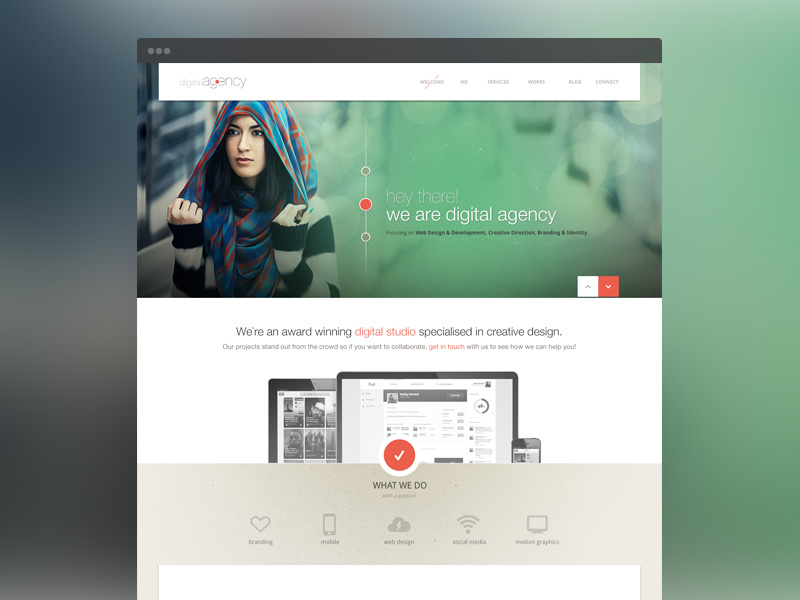 digitalagency
WELCOME WE SERVICES WORKS BLOG CONNECT
hey there!
we are digital agency
Focusing on Web Design & Development, Creative Direction, Branding & Identity.
We're an award winning digital studio specialised in creative design.
Our projects stand out from the crowd so if you want to collaborate, get in touch with us to see how we can help you!
WHAT WE DO
with a passion
branding mobile web design social media motion graphics